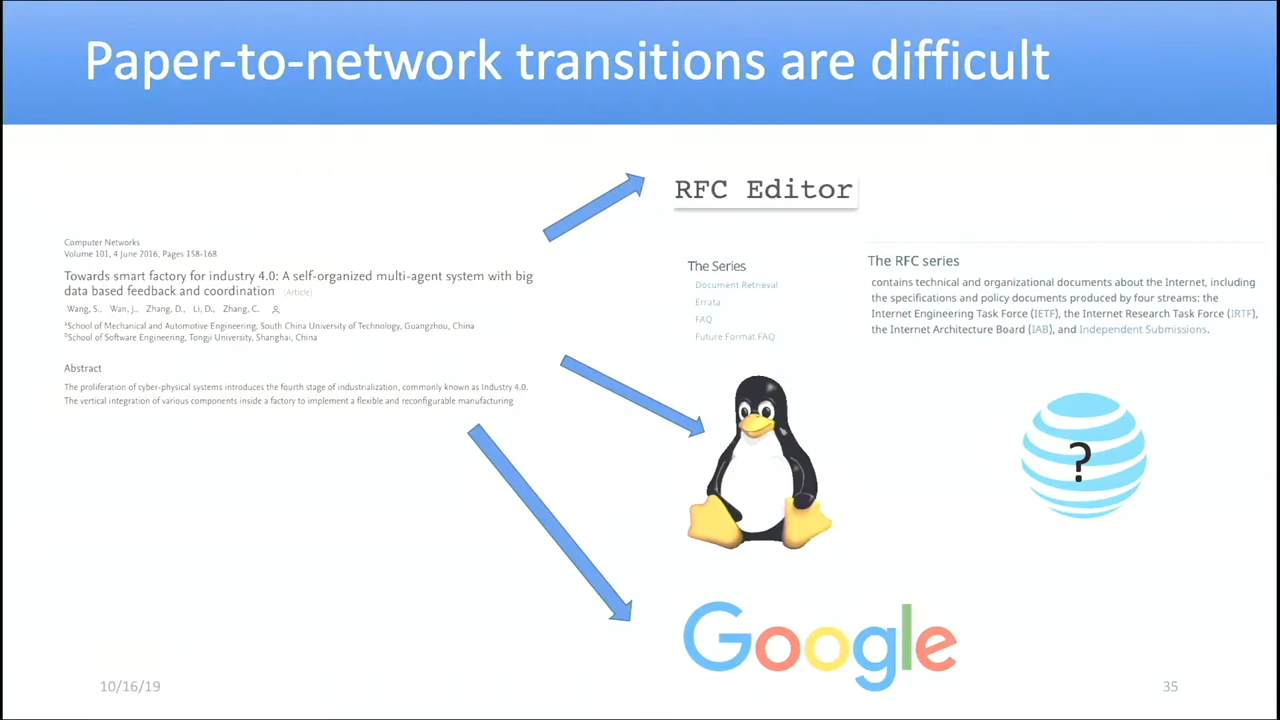 Paper-to-network transitions are difficult
Computer Networks
Volume 101, 4 June 2016, Pages 158-168
Towards smart factory for industry 4.0: A self-organized multi-agent system with big
data based feedback and coordination (Article)
Wang, S., Wan, J., Zhang, D., Li, D., Zhang, C.
aSchool of Mechanical and Automotive Engineering, South China University of Technology, Guangzhou, China
bSchool of Software Engineering, Tongji University, Shanghai, China
Abstract
The proliferation of cyber-physical systems introduces the fourth stage of industrialization, commonly known as Industry 4.0.
The vertical integration of various components inside a factory to implement a flexible and reconfigurable manufacturing
RFC Editor
The Series
Document Retrieval
Errata
FAQ
Future Format FAQ
The RFC series
contains technical and organizational documents about the Internet, including
the specifications and policy documents produced by four streams: the
Internet Engineering Task Force (IETF), the Internet Research Task Force (IRTF),
the Internet Architecture Board (IAB), and Independent Submissions.
?
Google
10/16/19
35